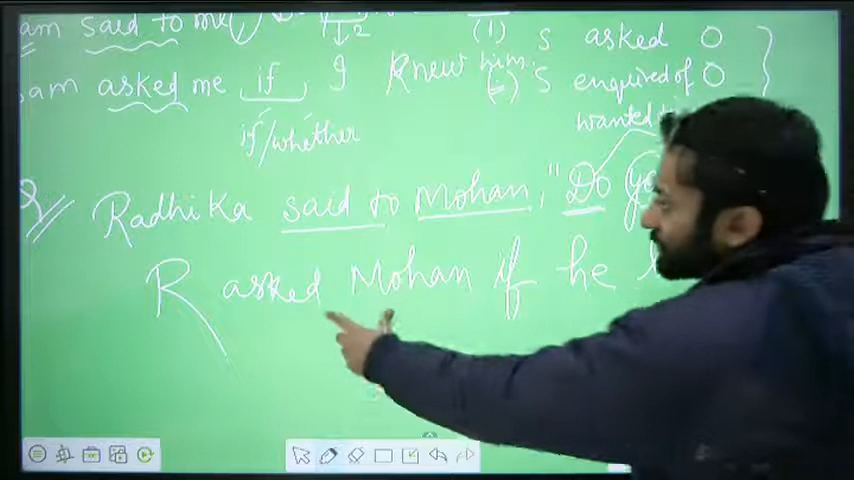 am said to me
2 (1) S asked O
am asked me if I knew him.. (i) S enquired of O
if/whether wanted
Q Radhika said to Mohan, "Do
R asked Mohan if he